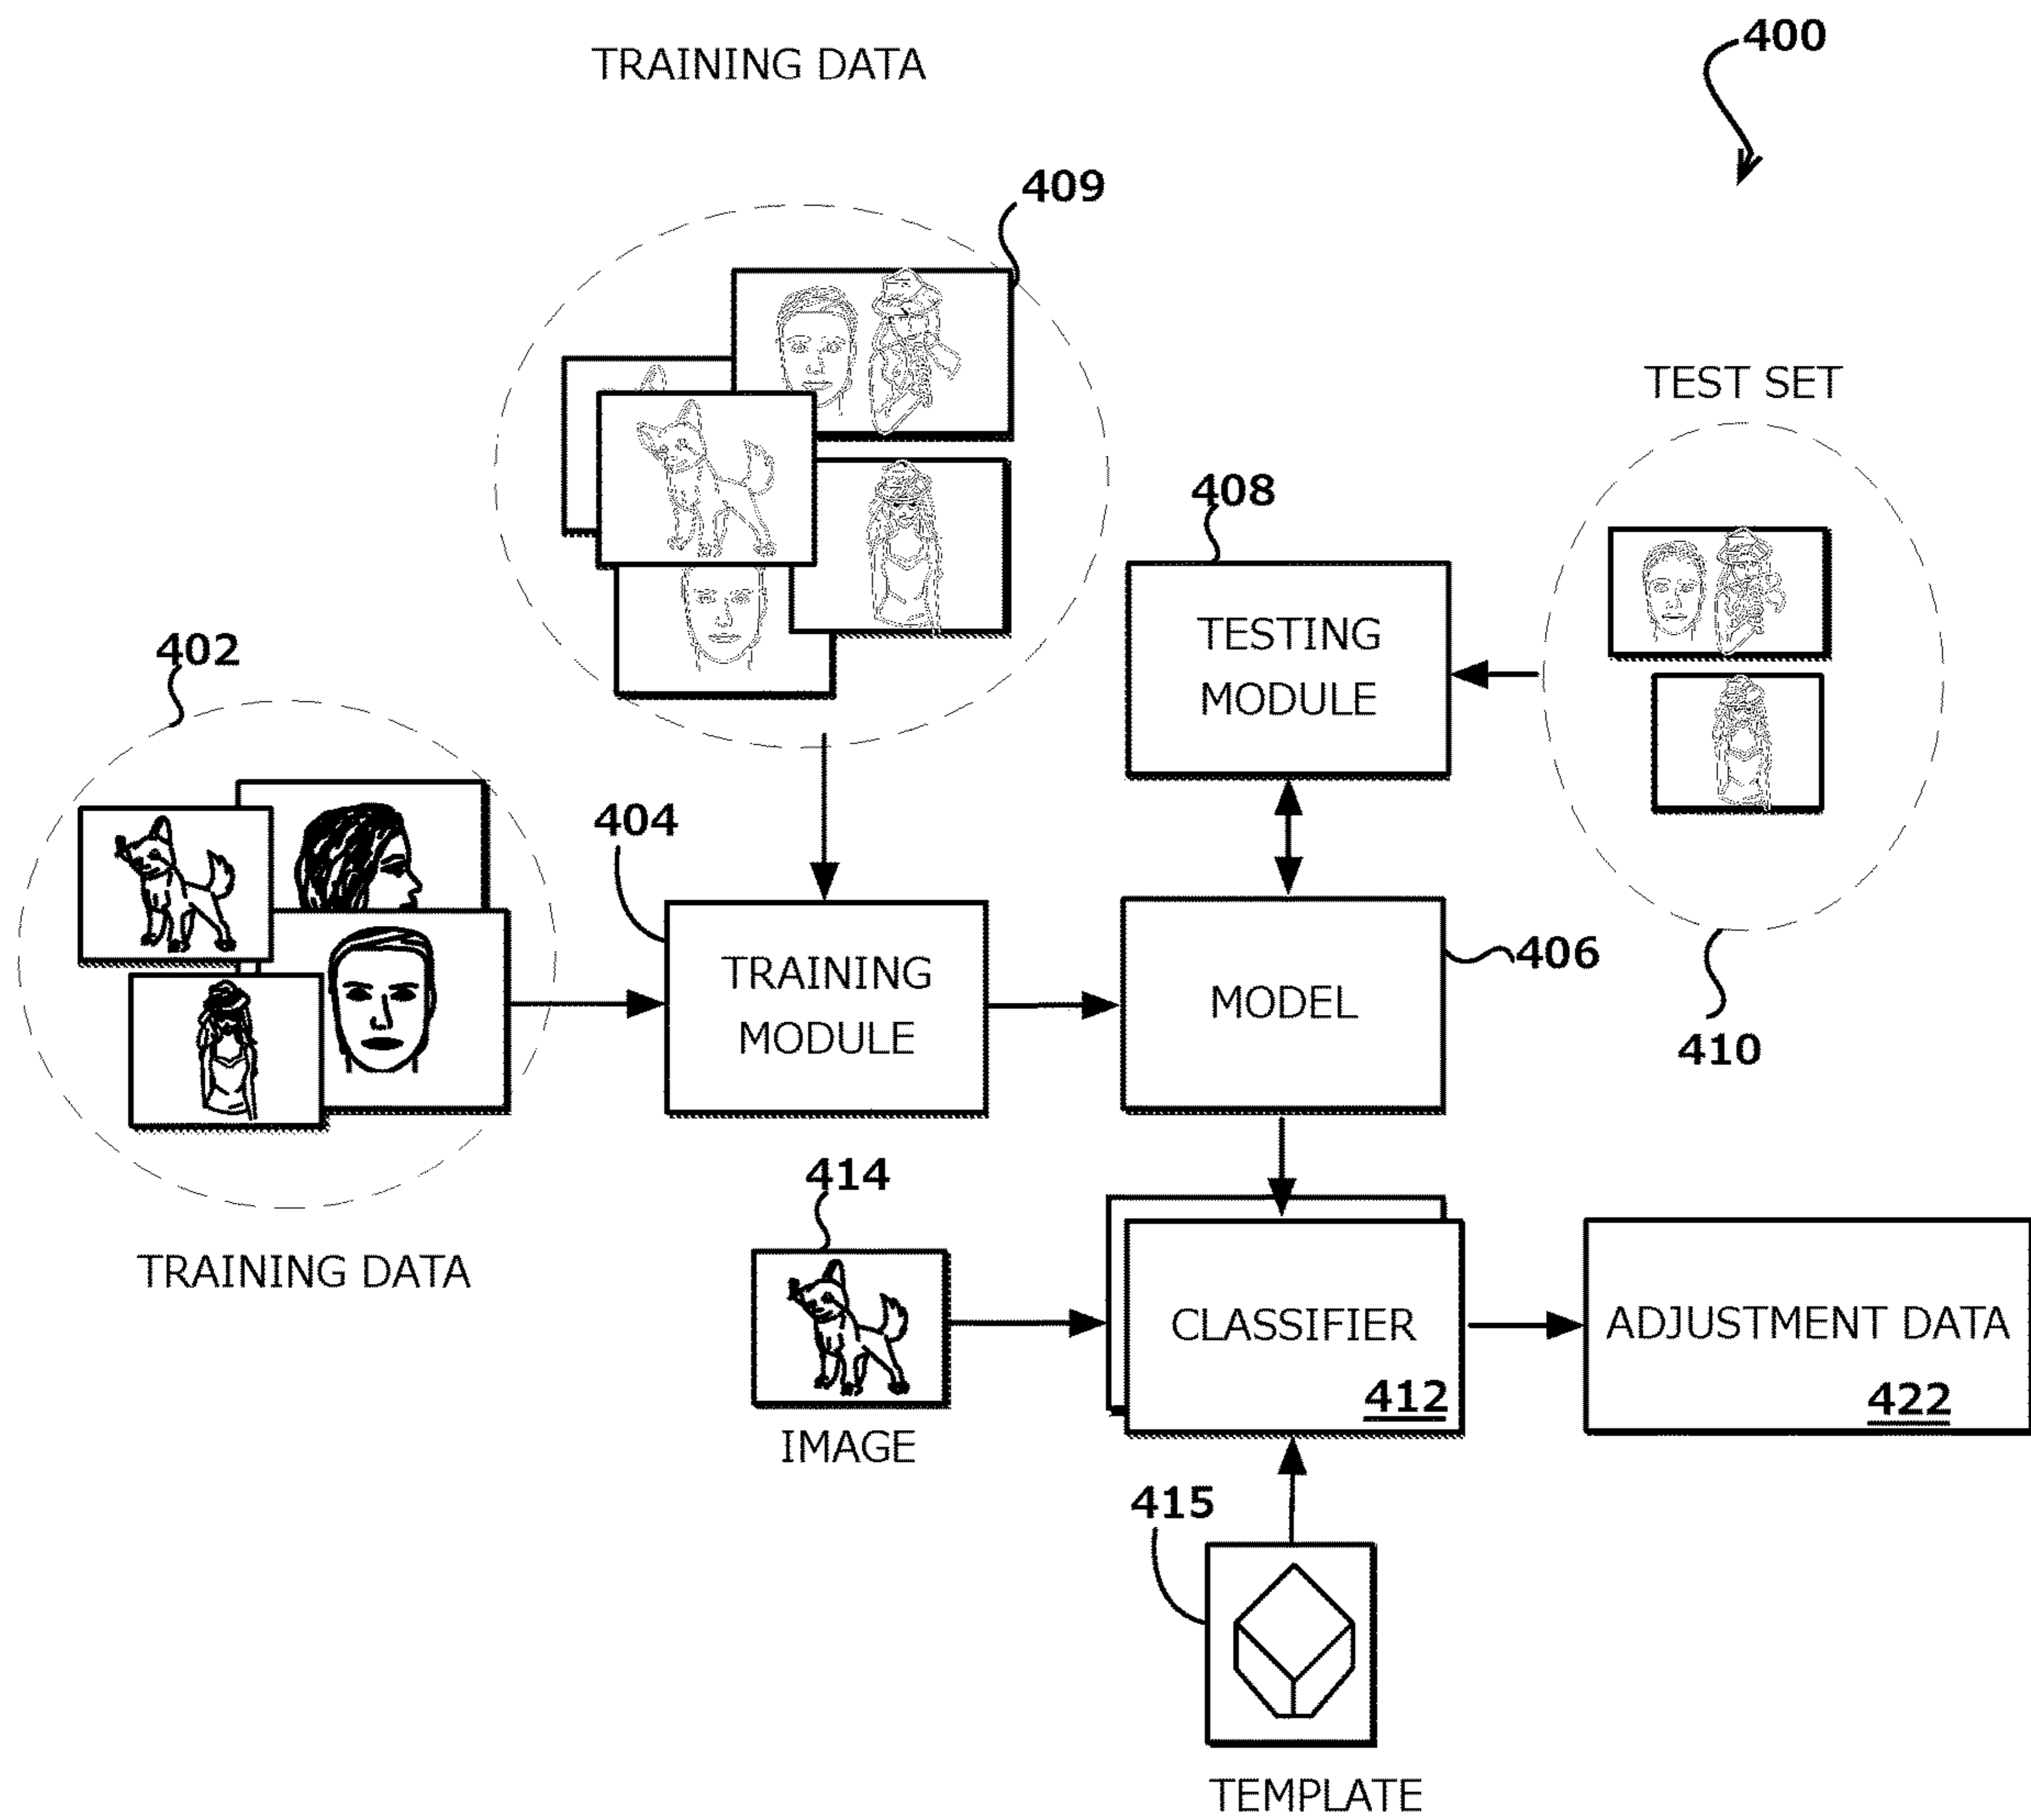 400
TRAINING DATA
409
TEST SET
408
TESTING
MODULE
402
404
TRAINING
MODULE
MODEL
406
410
414
TRAINING DATA
CLASSIFIER
412
ADJUSTMENT DATA
422
IMAGE
415
TEMPLATE